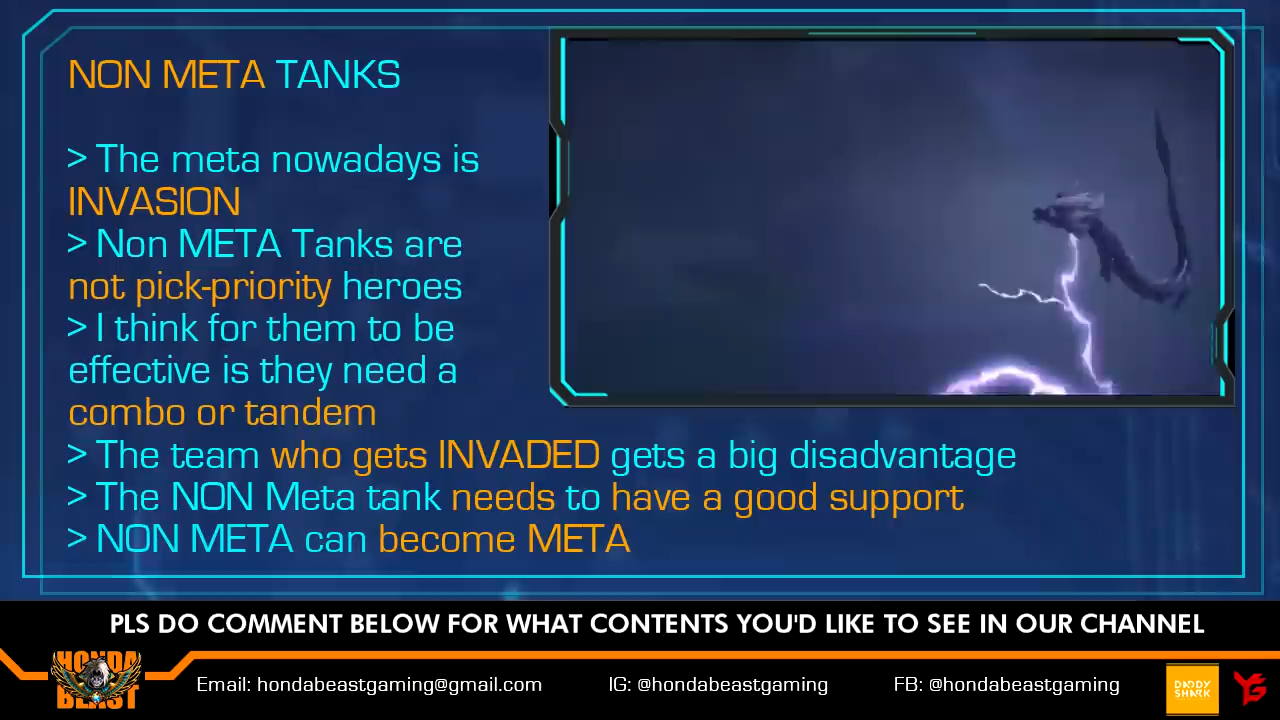 NON META TANKS
> The meta nowadays is
INVASION
> Non META Tanks are
not pick-priority heroes
> I think for them to be
effective is they need a
combo or tandem
> The team who gets INVADED gets a big disadvantage
> The NON Meta tank needs to have a good support
> NON META can become META
PLS DO COMMENT BELOW FOR WHAT CONTENTS YOU'D LIKE TO SEE IN OUR CHANNEL
HONDA
BEAST
Email: hondabeastgaming@gmail.com
IG: @hondabeastgaming
FB: @hondabeastgaming
DADDY
SHARK
YG